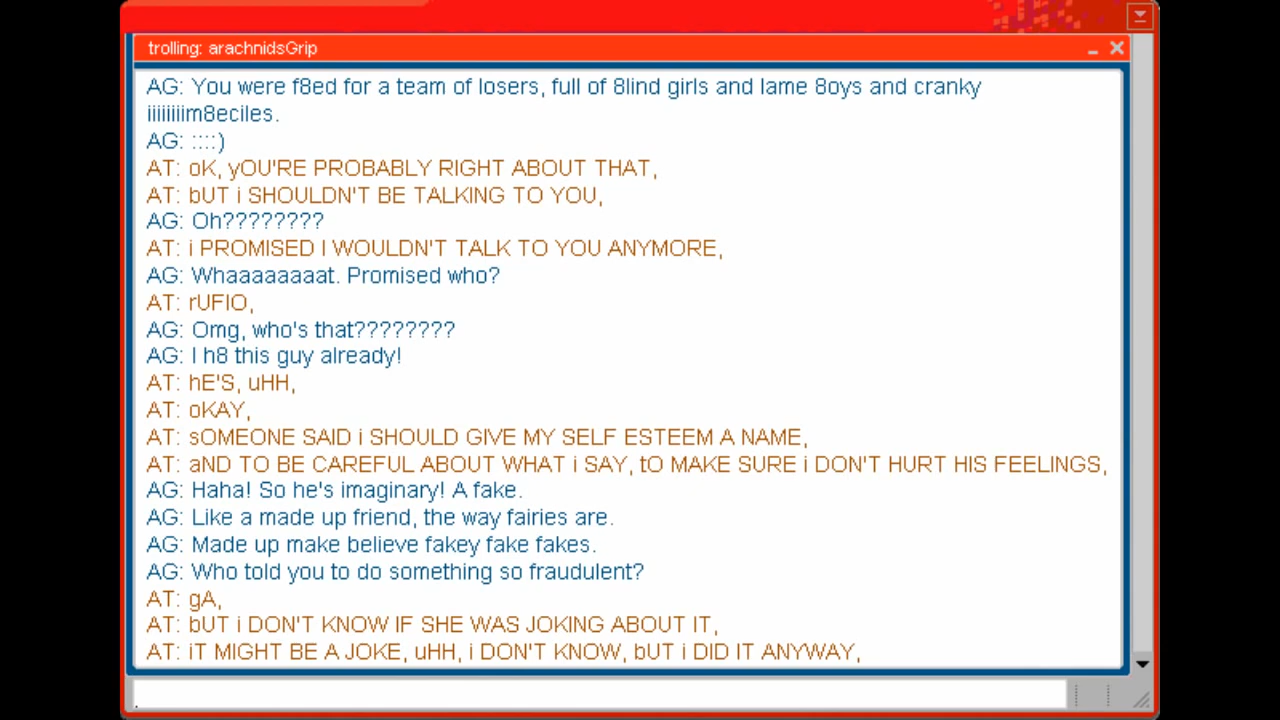 trolling: arachnidsGrip
AG: You were f8ed for a team of losers, full of 8lind girls and lame 8oys and cranky
iiiiiiiim8eciles.
AG: ::::)
AT: oK, yOU'RE PROBABLY RIGHT ABOUT THAT,
AT: bUT i SHOULDN'T BE TALKING TO YOU,
AG: Oh????????
AT: i PROMISED I WOULDN'T TALK TO YOU ANYMORE,
AG: Whaaaaaaaat. Promised who?
AT: rUFIO,
AG: Omg, who's that????????
AG: I h8 this guy already!
AT: hE'S, uHH,
AT: oKAY,
AT: sOMEONE SAID i SHOULD GIVE MY SELF ESTEEM A NAME,
AT: aND TO BE CAREFUL ABOUT WHAT i SAY, tO MAKE SURE i DON'T HURT HIS FEELINGS,
AG: Haha! So he's imaginary! A fake.
AG: Like a made up friend, the way fairies are.
AG: Made up make believe fakey fake fakes.
AG: Who told you to do something so fraudulent?
AT: gA,
AT: bUT i DON'T KNOW IF SHE WAS JOKING ABOUT IT,
AT: iT MIGHT BE A JOKE, uHH, i DON'T KNOW, bUT i DID IT ANYWAY,